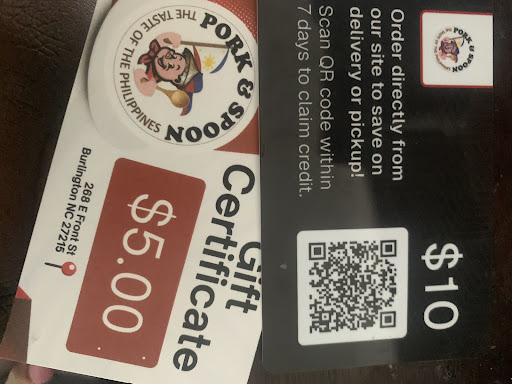 PORK & SPOON
THE TASTE OF THE PHILIPPINES
Gift
Certificate
$5.00
268 E Front St
Burlington NC 27215
PORK & SPOON
$10
Order directly from
our site to save on
delivery or pickup!
Scan QR code within
7 days to claim credit.